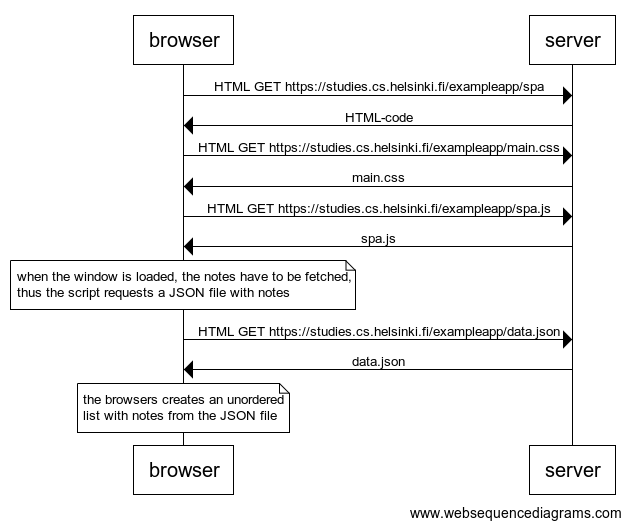 browser
server
HTML GET https://studies.cs.helsinki.fi/exampleapp/spa
HTML-code
HTML GET https://studies.cs.helsinki.fi/exampleapp/main.css
main.css
HTML GET https://studies.cs.helsinki.fi/exampleapp/spa.js
spa.js
when the window is loaded, the notes have to be fetched,
thus the script requests a JSON file with notes
HTML GET https://studies.cs.helsinki.fi/exampleapp/data.json
data.json
the browsers creates an unordered
list with notes from the JSON file
browser
server
www.websequencediagrams.com